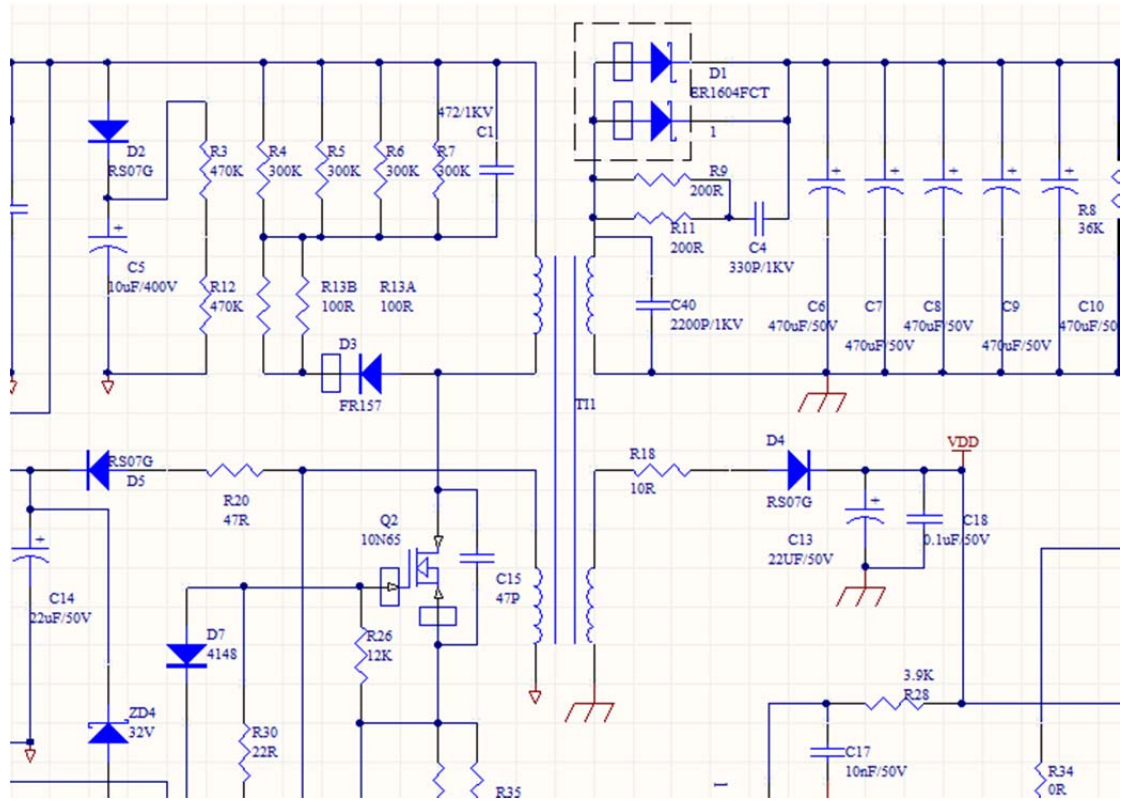 D1
ER1604FCT
1
472/1KV
C1
D2
RS07G
R3
470K
R4
300K
R5
300K
R6
300K
R7
300K
R9
200R
R11
200R
C4
330P/1KV
R8
36K
C5
10uF/400V
R12
470K
R13B
100R
R13A
100R
C40
2200P/1KV
C6
470uF/50V
C7
470uF/50V
C8
470uF/50V
C9
470uF/50V
C10
470uF/50
D3
FR157
TI1
RS07G
D5
R20
47R
R18
10R
D4
RS07G
VDD
Q2
10N65
C15
47P
C13
22UF/50V
C18
0.1uF/50V
C14
22uF/50V
D7
4148
R26
12K
ZD4
32V
R30
22R
R35
3.9K
R28
C17
10nF/50V
R34
0R